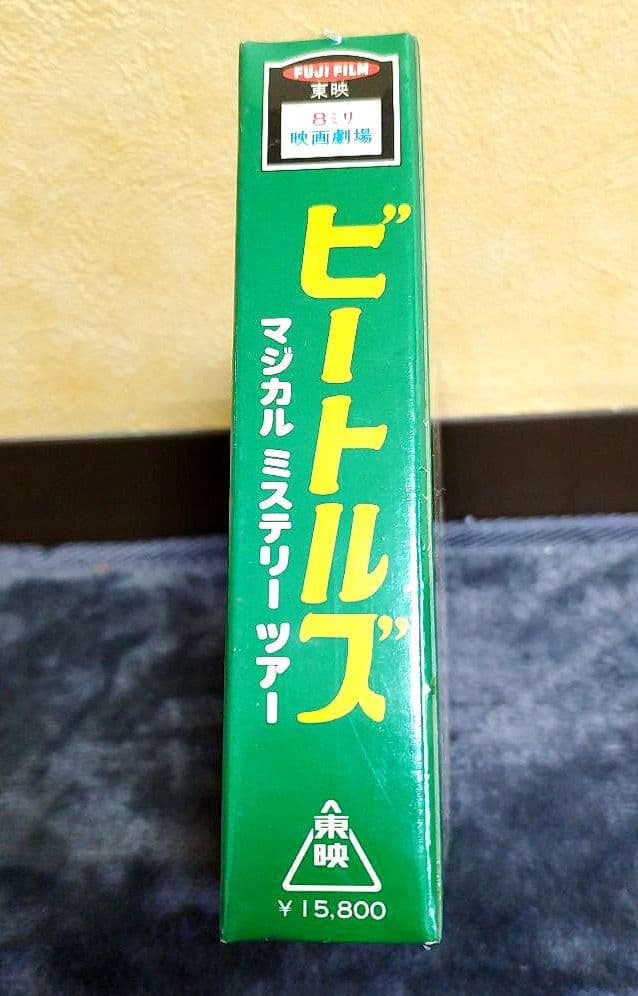 FUJI FILM
東映
8ミリ
映画劇場
ビートルズ
マジカル ミステリー ツアー
東映
¥15,800